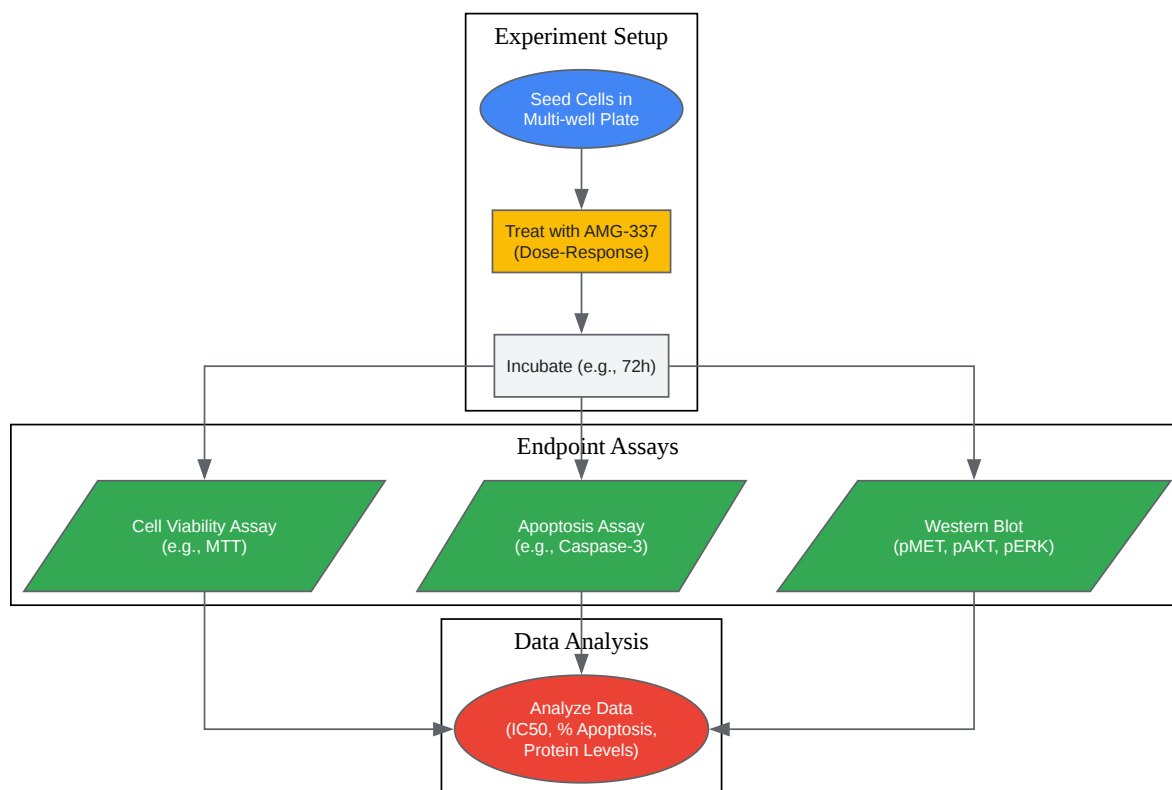 Experiment Setup
Seed Cells in
Multi-well Plate
Treat with AMG-337
(Dose-Response)
Incubate (e.g., 72h)
Endpoint Assays
Cell Viability Assay
(e.g., MTT)
Apoptosis Assay
(e.g., Caspase-3)
Western Blot
(pMET, pAKT, pERK)
Data Analysis
Analyze Data
(IC50, % Apoptosis,
Protein Levels)